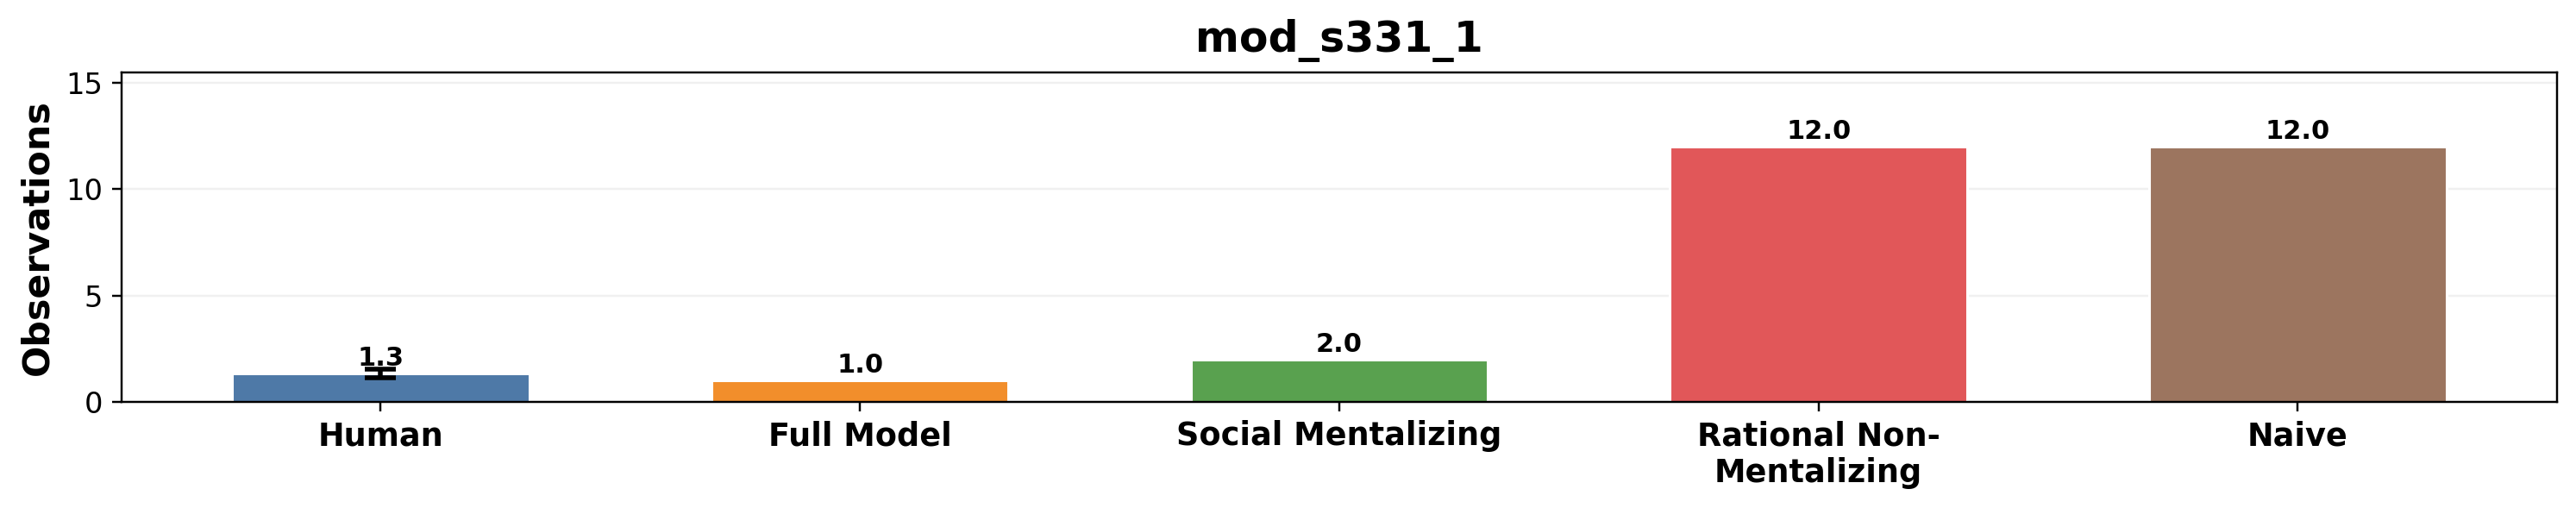 mod_s331_1
Observations
15
10
5
0
1.3
1.0
2.0
12.0
12.0
Human
Full Model
Social Mentalizing
Rational Non-
Mentalizing
Naive